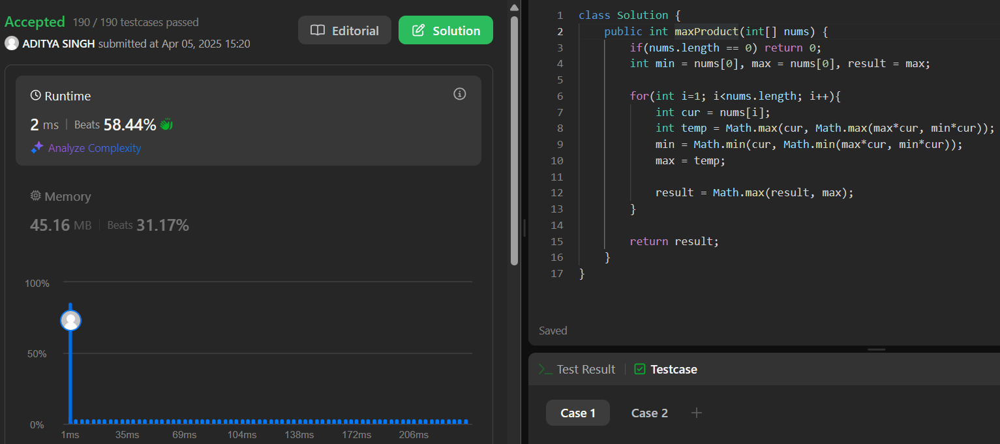 Accepted 190 / 190 testcases passed
ADITYA SINGH submitted at Apr 05, 2025 15:20
Editorial
Solution
Runtime
2 ms | Beats 58.44%
Analyze Complexity
Memory
45.16 MB | Beats 31.17%
100%
50%
0%
1ms 35ms 69ms 104ms 138ms 172ms 206ms
1 class Solution {
2     public int maxProduct(int[] nums) {
3         if(nums.length == 0) return 0;
4         int min = nums[0], max = nums[0], result = max;
5
6         for(int i=1; i<nums.length; i++){
7             int cur = nums[i];
8             int temp = Math.max(cur, Math.max(max*cur, min*cur));
9             min = Math.min(cur, Math.min(max*cur, min*cur));
10             max = temp;
11
12             result = Math.max(result, max);
13         }
14
15         return result;
16     }
17 }
Saved
Test Result | Testcase
Case 1 Case 2 +